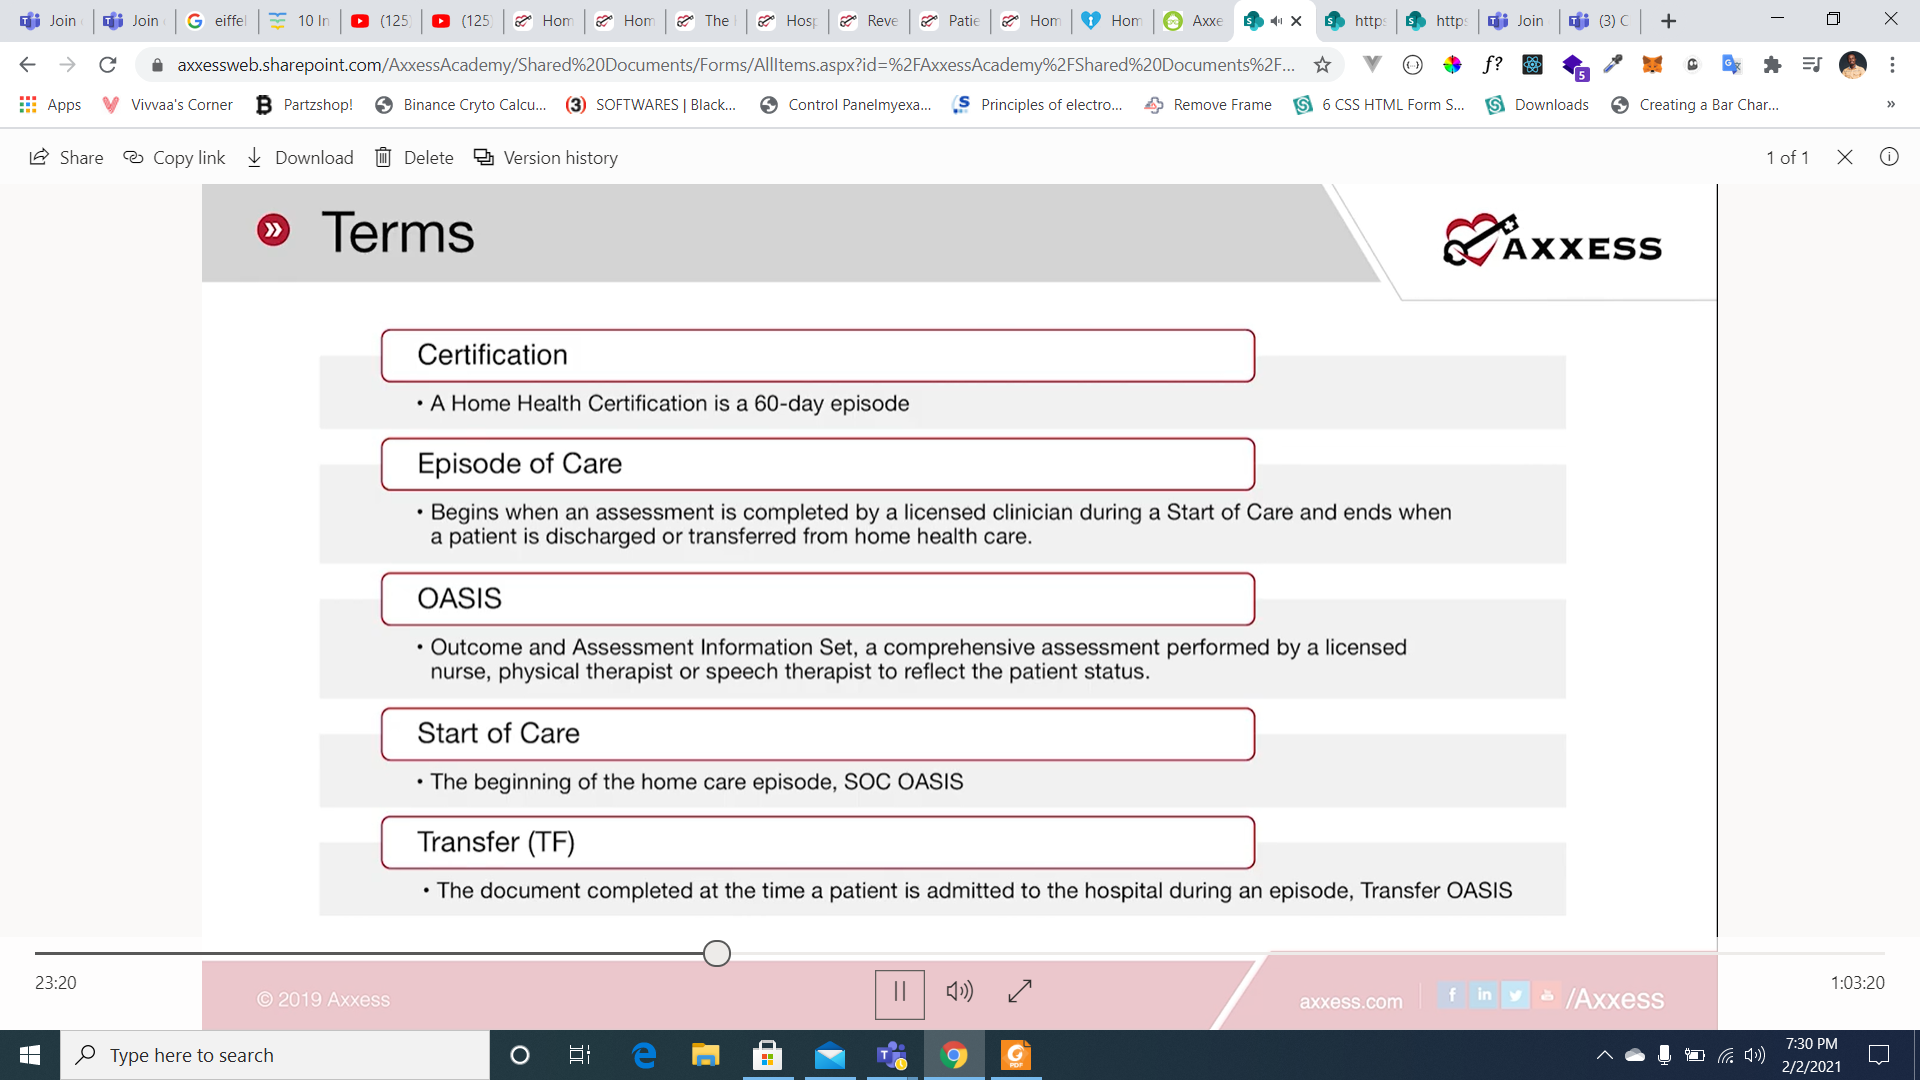 Join
Join
eiffel
10 In
(125)
(125)
Hom
Hom
The
Hosp
Reve
Patie
Hom
Hom
Axxe
https
https
Join
(3) C
axxessweb.sharepoint.com/AxxessAcademy/Shared%20Documents/Forms/AllItems.aspx?id=%2FAxxessAcademy%2FShared%20Documents%2F...
f?
5
Apps
Vivvaa's Corner
Partzshop!
Binance Cryto Calcu...
SOFTWARES | Black...
Control Panelmyexa...
Principles of electro...
Remove Frame
6 CSS HTML Form S...
Downloads
Creating a Bar Char...
»
Share
Copy link
Download
Delete
Version history
1 of 1
Terms
AXXESS
Certification
• A Home Health Certification is a 60-day episode
Episode of Care
• Begins when an assessment is completed by a licensed clinician during a Start of Care and ends when
a patient is discharged or transferred from home health care.
OASIS
• Outcome and Assessment Information Set, a comprehensive assessment performed by a licensed
nurse, physical therapist or speech therapist to reflect the patient status.
Start of Care
• The beginning of the home care episode, SOC OASIS
Transfer (TF)
• The document completed at the time a patient is admitted to the hospital during an episode, Transfer OASIS
23:20
1:03:20
© 2019 Axxess
axxess.com
/Axxess
Type here to search
7:30 PM
2/2/2021